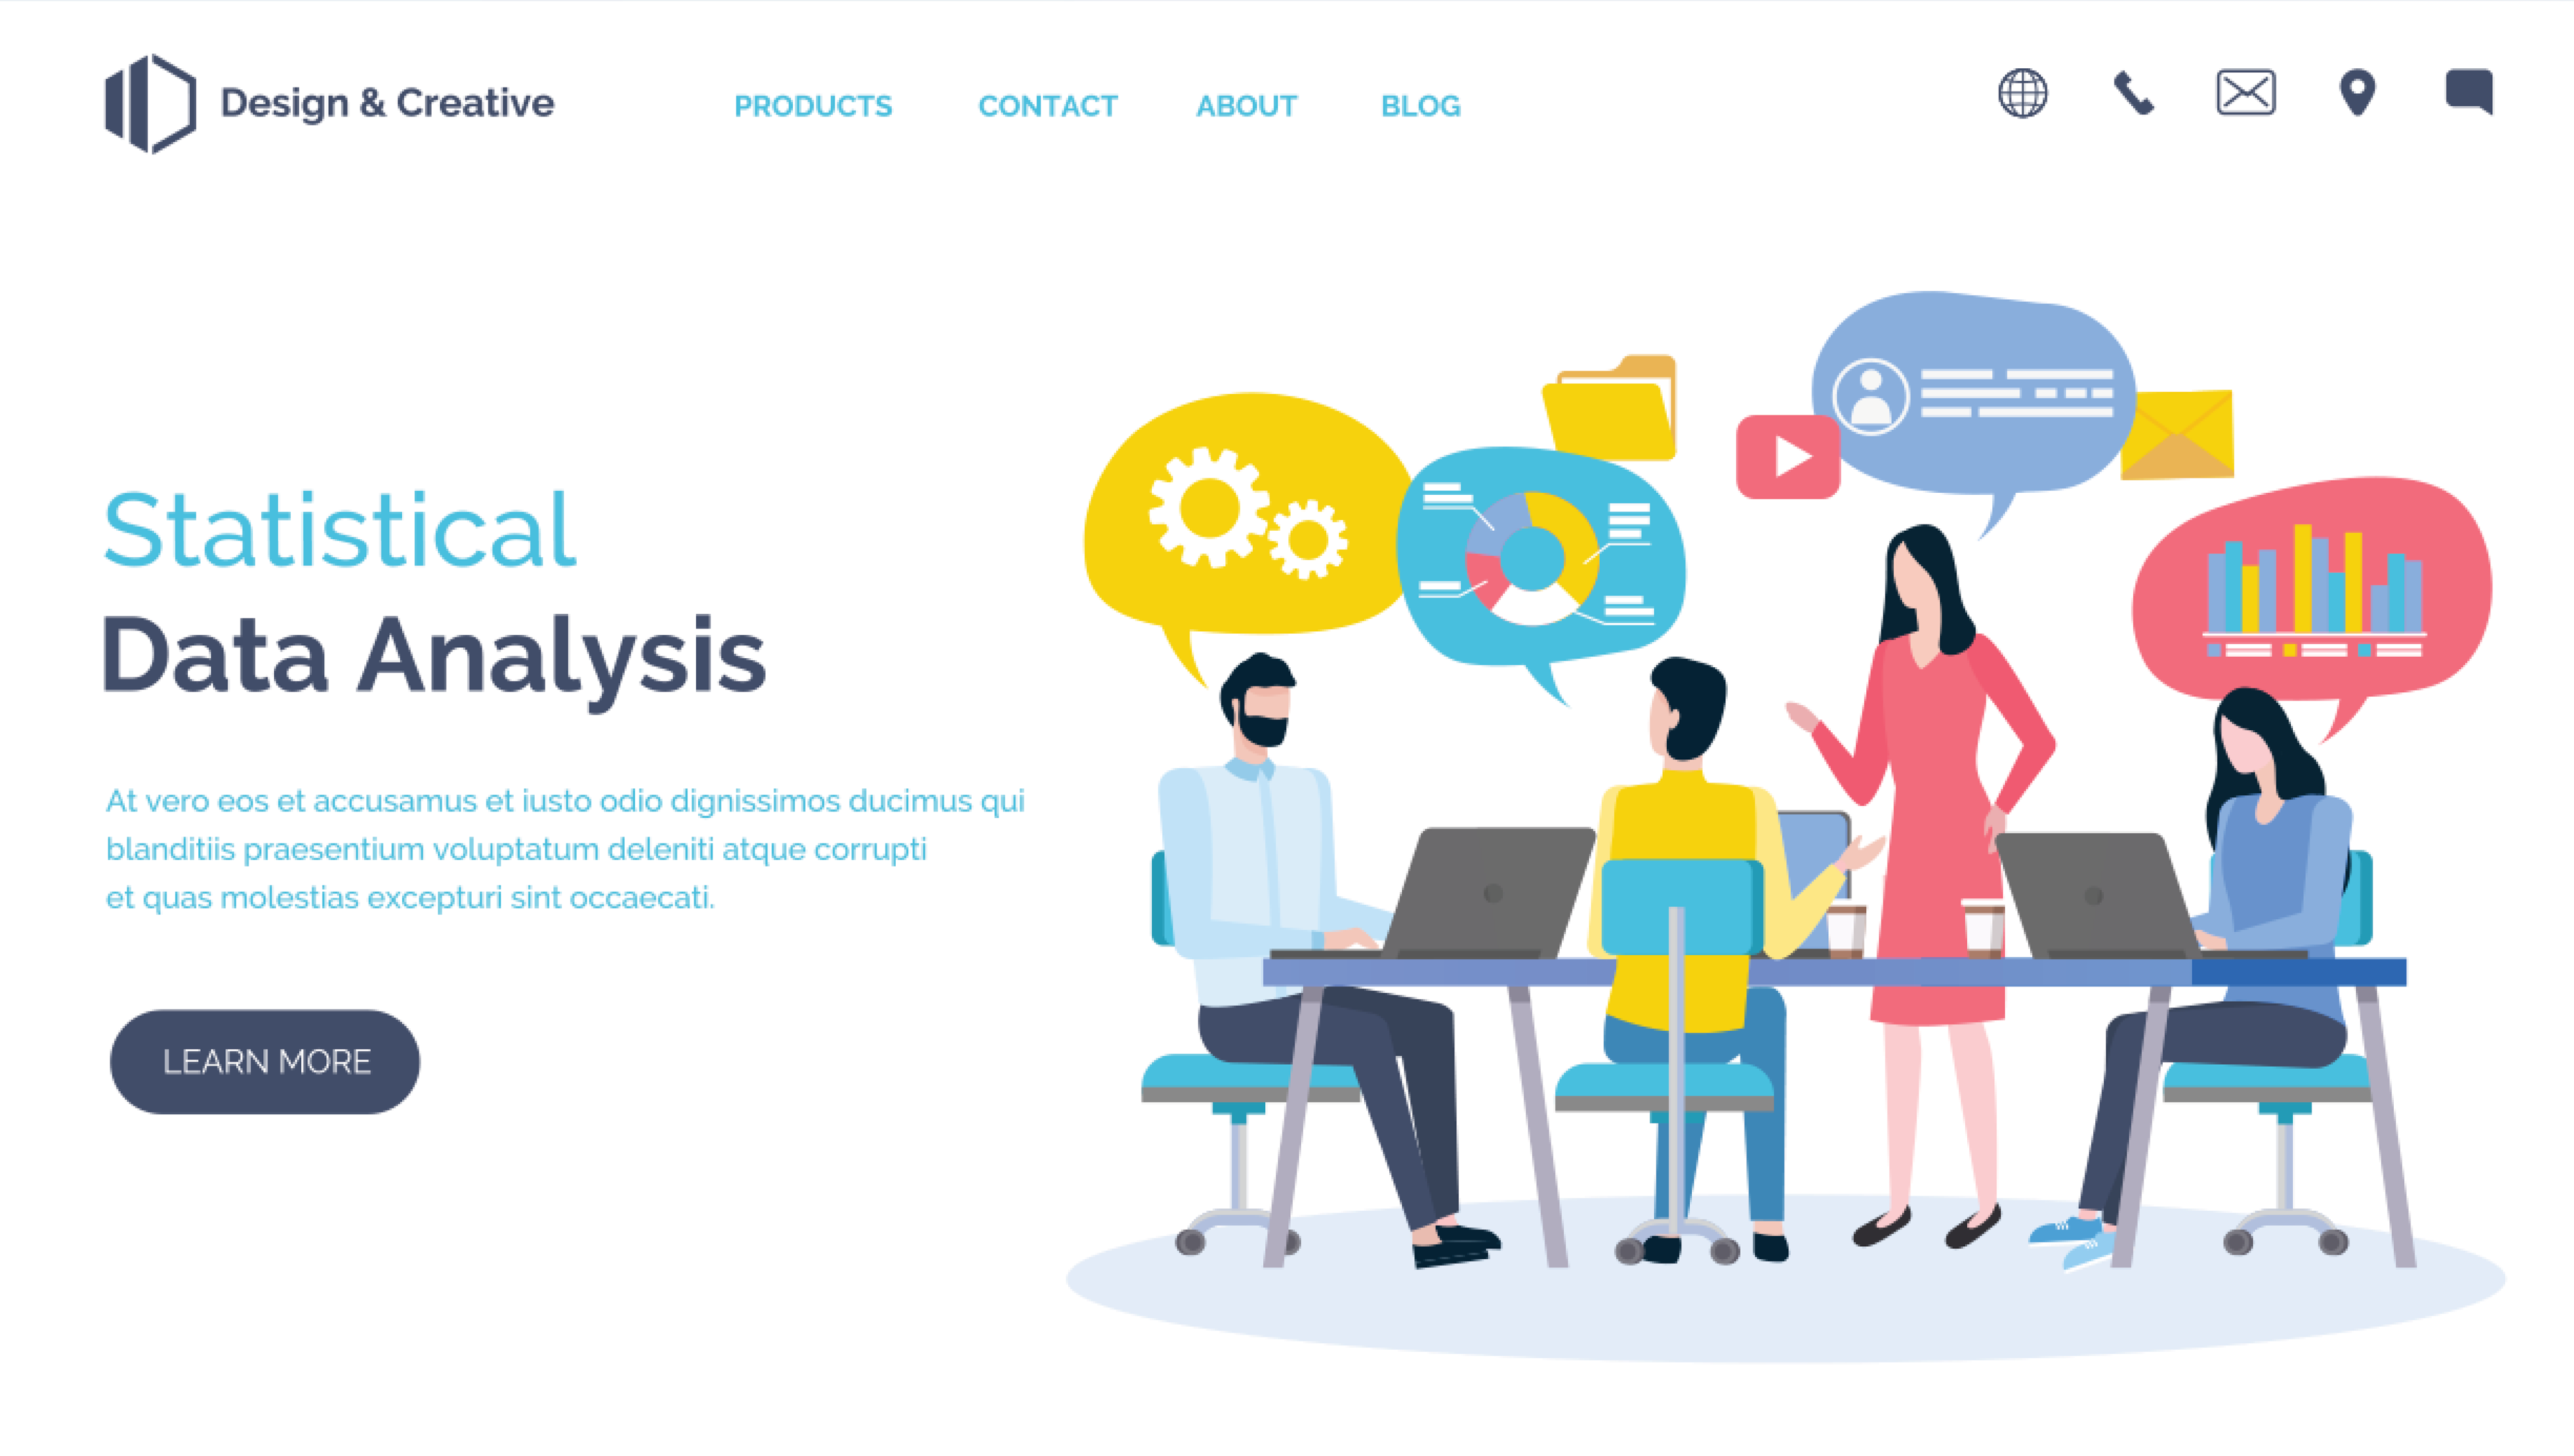 Design & Creative
PRODUCTS CONTACT ABOUT BLOG
Statistical
Data Analysis
At vero eos et accusamus et iusto odio dignissimos ducimus qui
blanditiis praesentium voluptatum deleniti atque corrupti
et quas molestias excepturi sint occaecati.
LEARN MORE